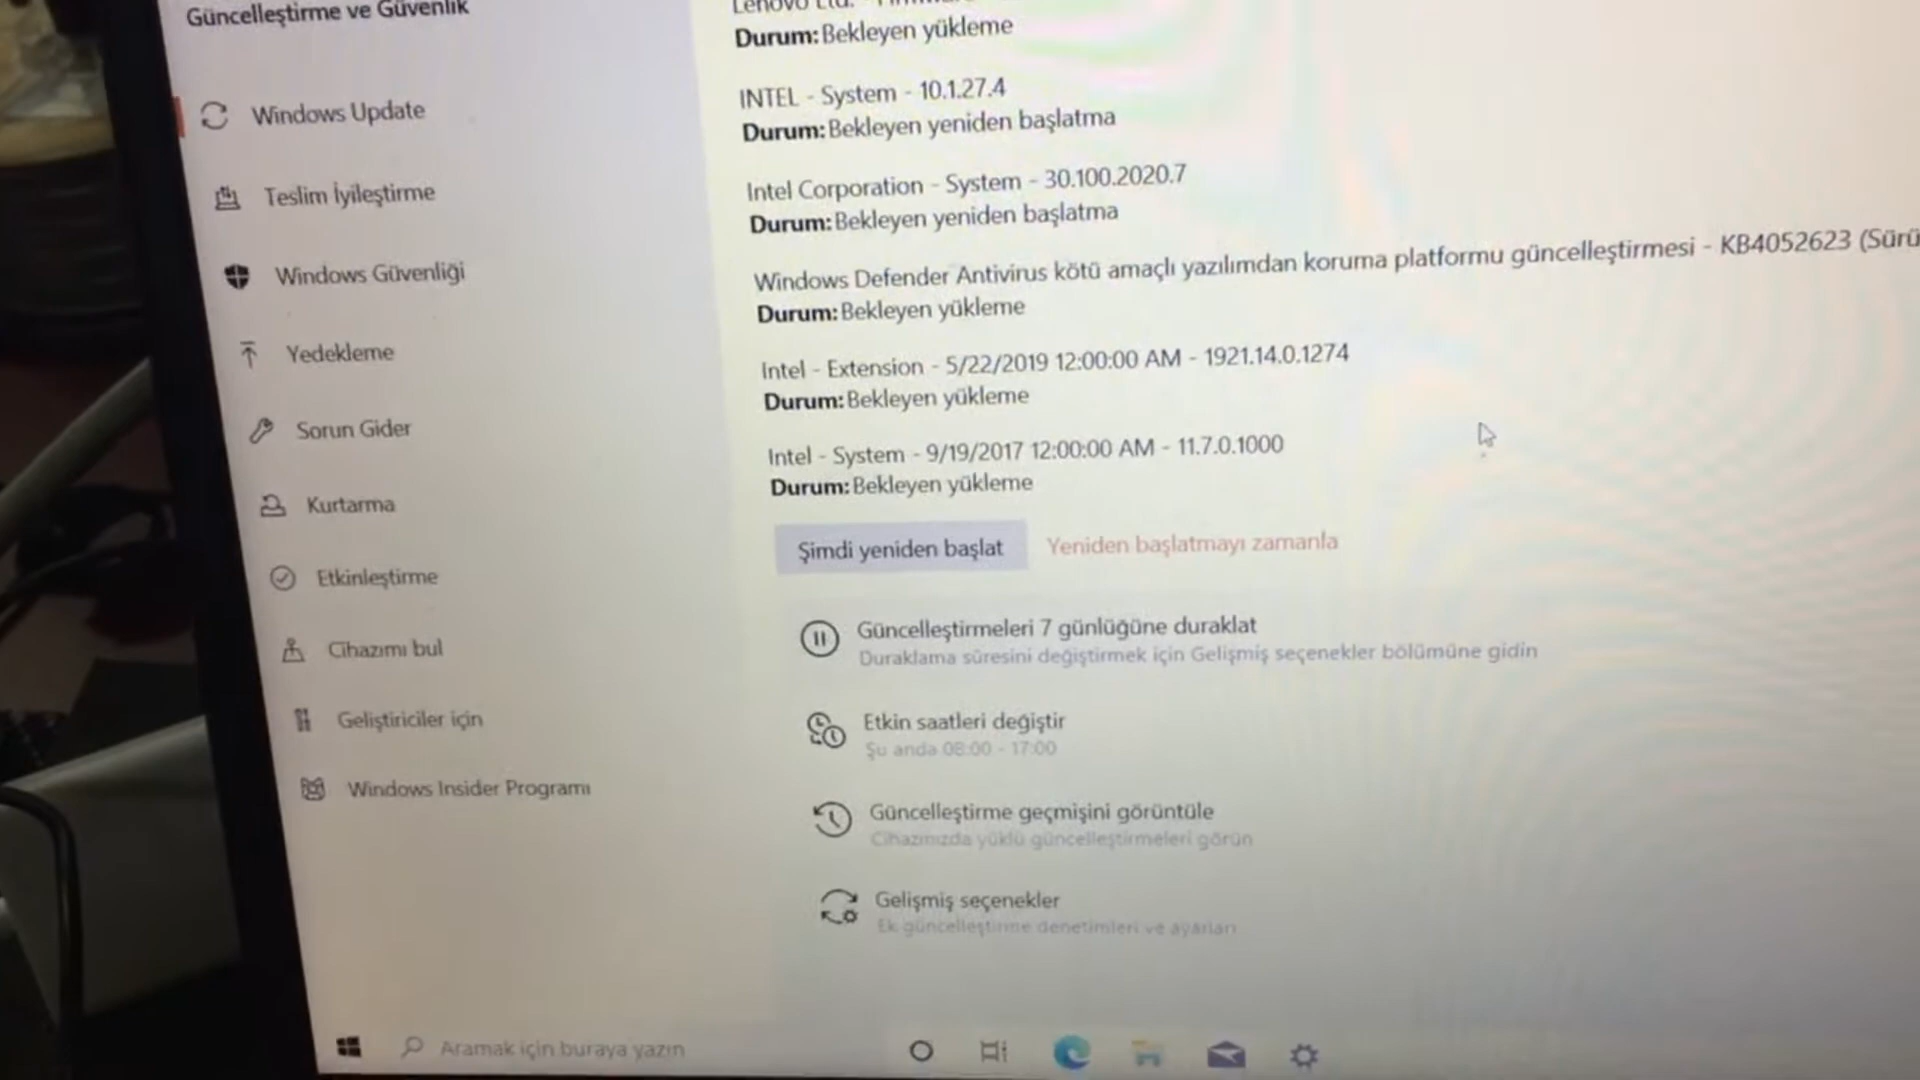 Güncelleştirme ve Güvenlik
Windows Update
Teslim İyileştirme
Windows Güvenliği
Yedekleme
Sorun Gider
Kurtarma
Etkinleştirme
Cihazımı bul
Geliştiriciler için
Windows Insider Programı
Lenovo Ltd.
Durum: Bekleyen yükleme
INTEL - System - 10.1.27.4
Durum: Bekleyen yeniden başlatma
Intel Corporation - System - 30.100.2020.7
Durum: Bekleyen yeniden başlatma
Windows Defender Antivirus kötü amaçlı yazılımdan koruma platformu güncelleştirmesi - KB4052623 (Sürü
Durum: Bekleyen yükleme
Intel - Extension - 5/22/2019 12:00:00 AM - 1921.14.0.1274
Durum: Bekleyen yükleme
Intel - System - 9/19/2017 12:00:00 AM - 11.7.0.1000
Durum: Bekleyen yükleme
Şimdi yeniden başlat Yeniden başlatmayı zamanla
Güncelleştirmeleri 7 günlüğüne duraklat
Duraklama süresini değiştirmek için Gelişmiş seçenekler bölümüne gidin
Etkin saatleri değiştir
Şu anda 08:00 - 17:00
Güncelleştirme geçmişini görüntüle
Cihazınızda yüklü güncelleştirmeleri görün
Gelişmiş seçenekler
Ek güncelleştirme denetimleri ve ayarları
Aramak için buraya yazın